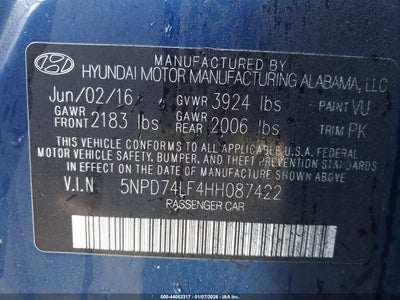 MANUFACTURED BY
HYUNDAI MOTOR MANUFACTURING ALABAMA, LLC
Jun/02/16 GVWR 3924 lbs PAINT VU
GAWR FRONT 2183 lbs GAWR REAR 2006 lbs TRIM PK
THIS VEHICLE CONFORMS TO ALL APPLICABLE U.S.A. FEDERAL
MOTOR VEHICLE SAFETY, BUMPER, AND THEFT PREVENTION STANDARDS
IN EFFECT ON THE DATE OF MANUFACTURE SHOWN ABOVE.
V.I.N 5NPD74LF4HH087422
PASSENGER CAR
000-44052317 - 01/07/2026 - IAA Inc.